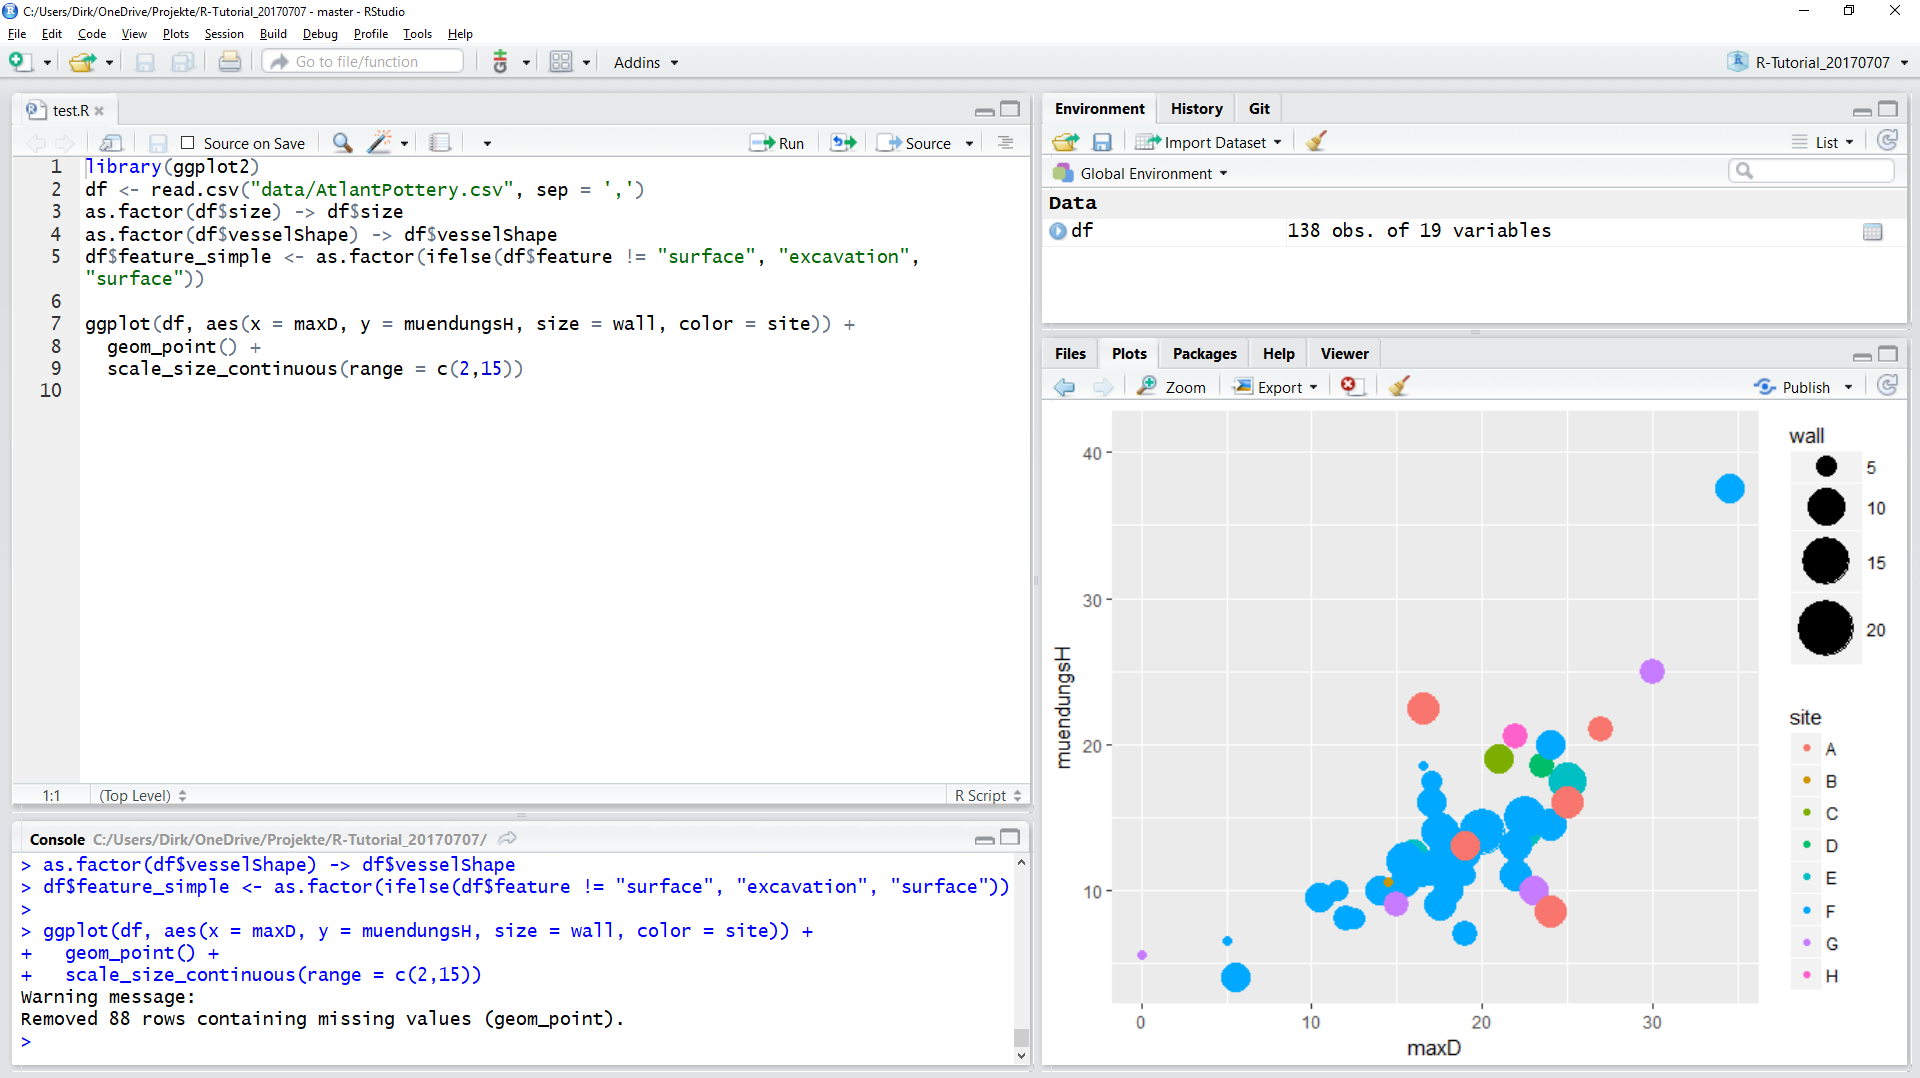 C:/Users/Dirk/OneDrive/Projekte/R-Tutorial_20170707 - master - RStudio
File Edit Code View Plots Session Build Debug Profile Tools Help
Go to file/function Addins R-Tutorial_20170707
test.R
Source on Save Run Source
1 library(ggplot2)
2 df <- read.csv("data/AtlantPottery.csv", sep = ',')
3 as.factor(df$size) -> df$size
4 as.factor(df$vesselShape) -> df$vesselShape
5 df$feature_simple <- as.factor(ifelse(df$feature != "surface", "excavation",
"surface"))
6
7 ggplot(df, aes(x = maxD, y = muendungsH, size = wall, color = site)) +
8 geom_point() +
9 scale_size_continuous(range = c(2,15))
10
1:1 (Top Level) R Script
Console C:/Users/Dirk/OneDrive/Projekte/R-Tutorial_20170707/
> as.factor(df$vesselShape) -> df$vesselShape
> df$feature_simple <- as.factor(ifelse(df$feature != "surface", "excavation", "surface"))
>
> ggplot(df, aes(x = maxD, y = muendungsH, size = wall, color = site)) +
+ geom_point() +
+ scale_size_continuous(range = c(2,15))
Warning message:
Removed 88 rows containing missing values (geom_point).
>
Environment History Git
Import Dataset List
Global Environment
Data
df 138 obs. of 19 variables
Files Plots Packages Help Viewer
Zoom Export Publish
40
30
20
10
muendungsH
0 10 20 30
maxD
wall
5
10
15
20
site
A
B
C
D
E
F
G
H